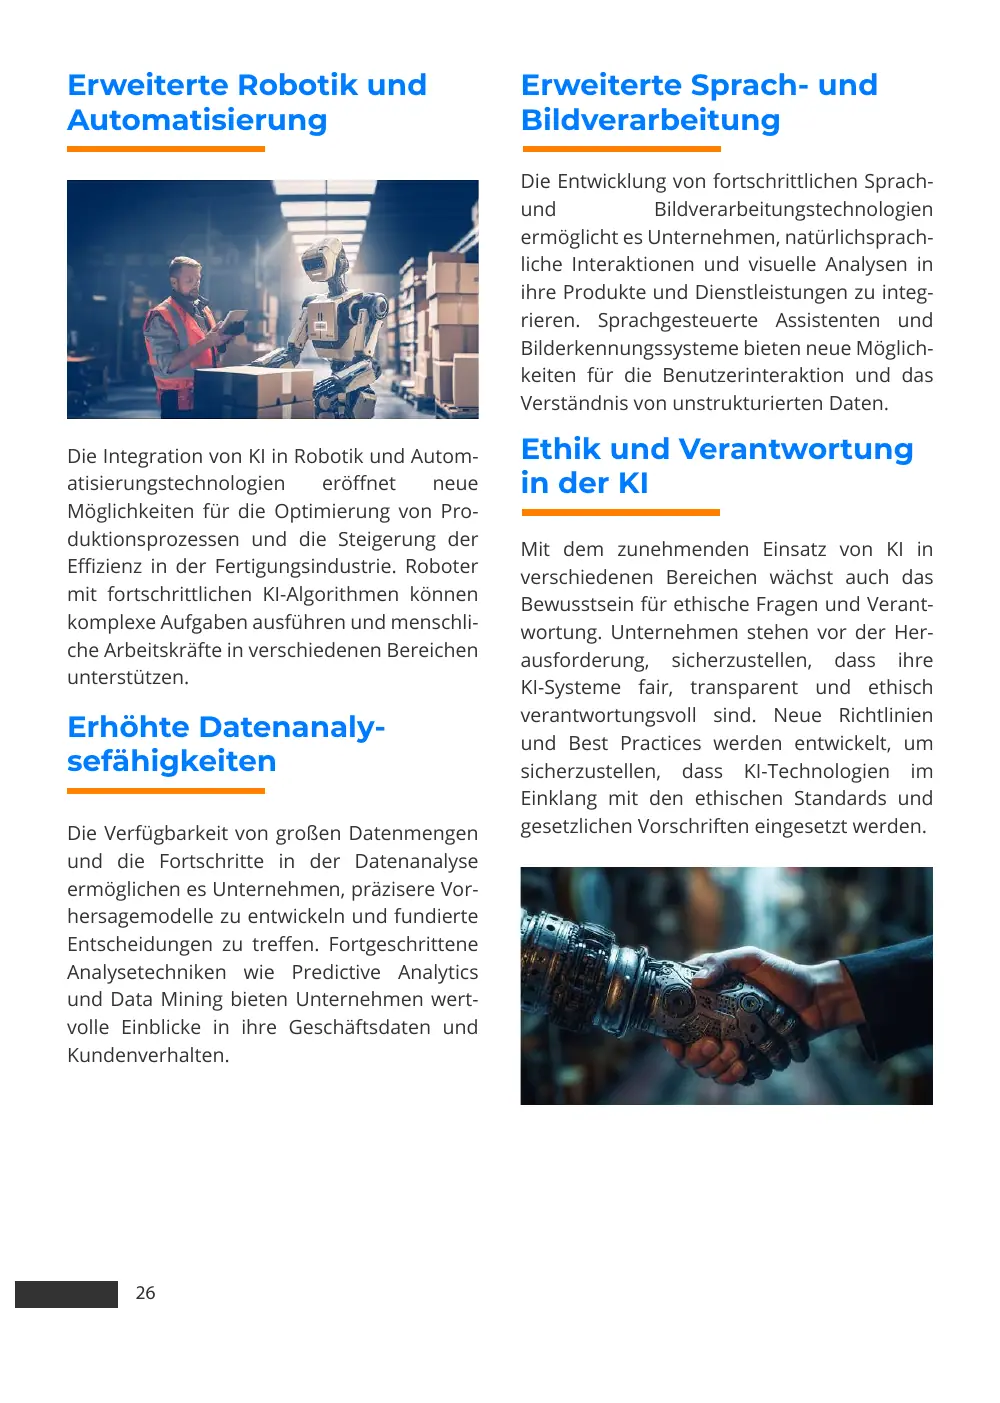 Erweiterte Robotik und
Automatisierung
Die Integration von KI in Robotik und Autom-
atisierungstechnologien eröffnet neue
Möglichkeiten für die Optimierung von Pro-
duktionsprozessen und die Steigerung der
Effizienz in der Fertigungsindustrie. Roboter
mit fortschrittlichen KI-Algorithmen können
komplexe Aufgaben ausführen und menschli-
che Arbeitskräfte in verschiedenen Bereichen
unterstützen.
Erhöhte Datenanaly-
sefähigkeiten
Die Verfügbarkeit von großen Datenmengen
und die Fortschritte in der Datenanalyse
ermöglichen es Unternehmen, präzisere Vor-
hersagemodelle zu entwickeln und fundierte
Entscheidungen zu treffen. Fortgeschrittene
Analysetechniken wie Predictive Analytics
und Data Mining bieten Unternehmen wert-
volle Einblicke in ihre Geschäftsdaten und
Kundenverhalten.
Erweiterte Sprach- und
Bildverarbeitung
Die Entwicklung von fortschrittlichen Sprach-
und Bildverarbeitungstechnologien
ermöglicht es Unternehmen, natürlichsprach-
liche Interaktionen und visuelle Analysen in
ihre Produkte und Dienstleistungen zu integ-
rieren. Sprachgesteuerte Assistenten und
Bilderkennungssysteme bieten neue Möglich-
keiten für die Benutzerinteraktion und das
Verständnis von unstrukturierten Daten.
Ethik und Verantwortung
in der KI
Mit dem zunehmenden Einsatz von KI in
verschiedenen Bereichen wächst auch das
Bewusstsein für ethische Fragen und Verant-
wortung. Unternehmen stehen vor der Her-
ausforderung, sicherzustellen, dass ihre
KI-Systeme fair, transparent und ethisch
verantwortungsvoll sind. Neue Richtlinien
und Best Practices werden entwickelt, um
sicherzustellen, dass KI-Technologien im
Einklang mit den ethischen Standards und
gesetzlichen Vorschriften eingesetzt werden.
26